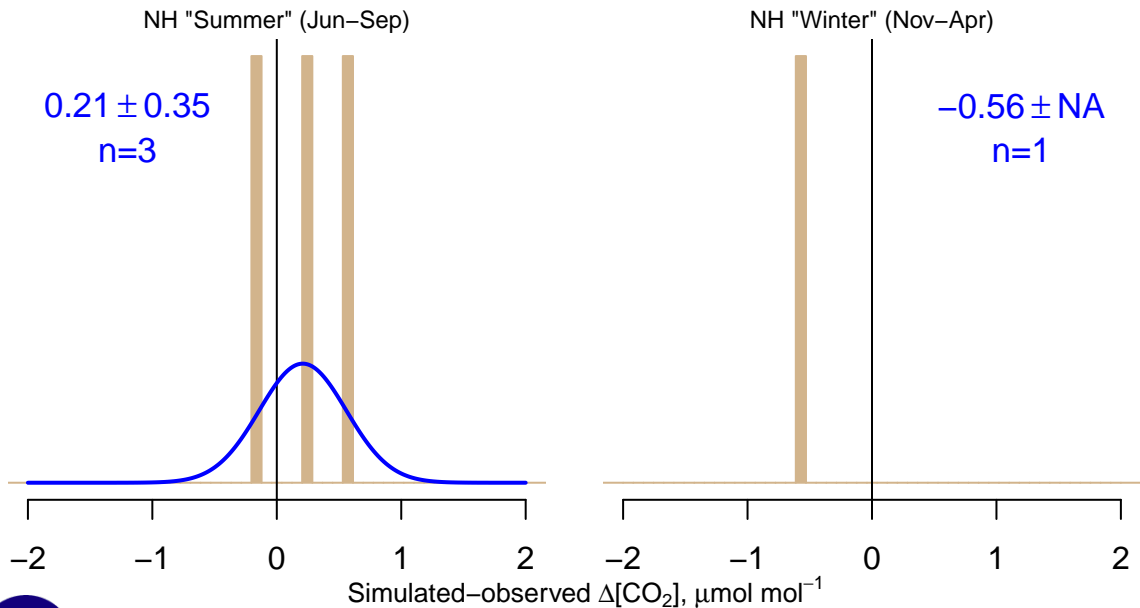 NH "Summer" (Jun−Sep)
0.21 ± 0.35
n=3
−2 −1 0 1 2
NH "Winter" (Nov−Apr)
−0.56 ± NA
n=1
−2 −1 0 1 2
Simulated−observed Δ[CO₂], μmol mol⁻¹